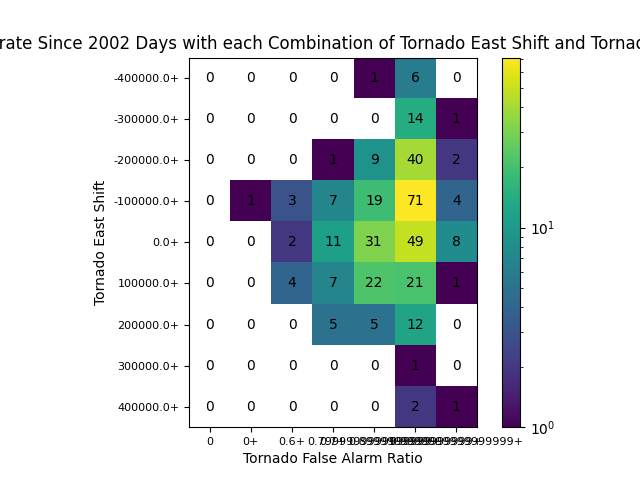 rate Since 2002 Days with each Combination of Tornado East Shift and Torna
-400000.0+ 0 0 0 0 1 6 0
-300000.0+ 0 0 0 0 0 14 1
-200000.0+ 0 0 0 1 9 40 2
-100000.0+ 0 1 3 7 19 71 4
0.0+ 0 0 2 11 31 49 8
100000.0+ 0 0 4 7 22 21 1
200000.0+ 0 0 0 5 5 12 0
300000.0+ 0 0 0 0 0 1 0
400000.0+ 0 0 0 0 0 2 1
Tornado East Shift
0 0+ 0.6+
Tornado False Alarm Ratio
10¹
10⁰